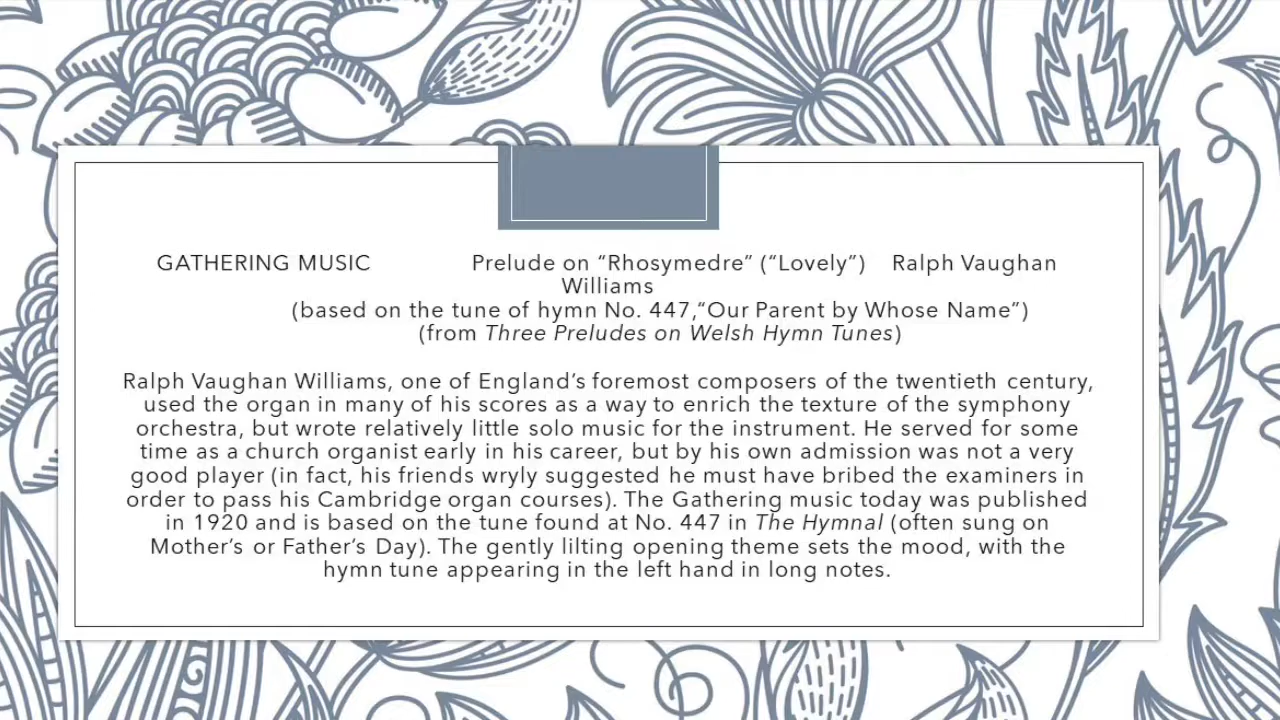 GATHERING MUSIC Prelude on “Rhosymedre” (“Lovely”) Ralph Vaughan
Williams
(based on the tune of hymn No. 447,“Our Parent by Whose Name”)
(from Three Preludes on Welsh Hymn Tunes)
Ralph Vaughan Williams, one of England’s foremost composers of the twentieth century,
used the organ in many of his scores as a way to enrich the texture of the symphony
orchestra, but wrote relatively little solo music for the instrument. He served for some
time as a church organist early in his career, but by his own admission was not a very
good player (in fact, his friends wryly suggested he must have bribed the examiners in
order to pass his Cambridge organ courses). The Gathering music today was published
in 1920 and is based on the tune found at No. 447 in The Hymnal (often sung on
Mother’s or Father’s Day). The gently lilting opening theme sets the mood, with the
hymn tune appearing in the left hand in long notes.